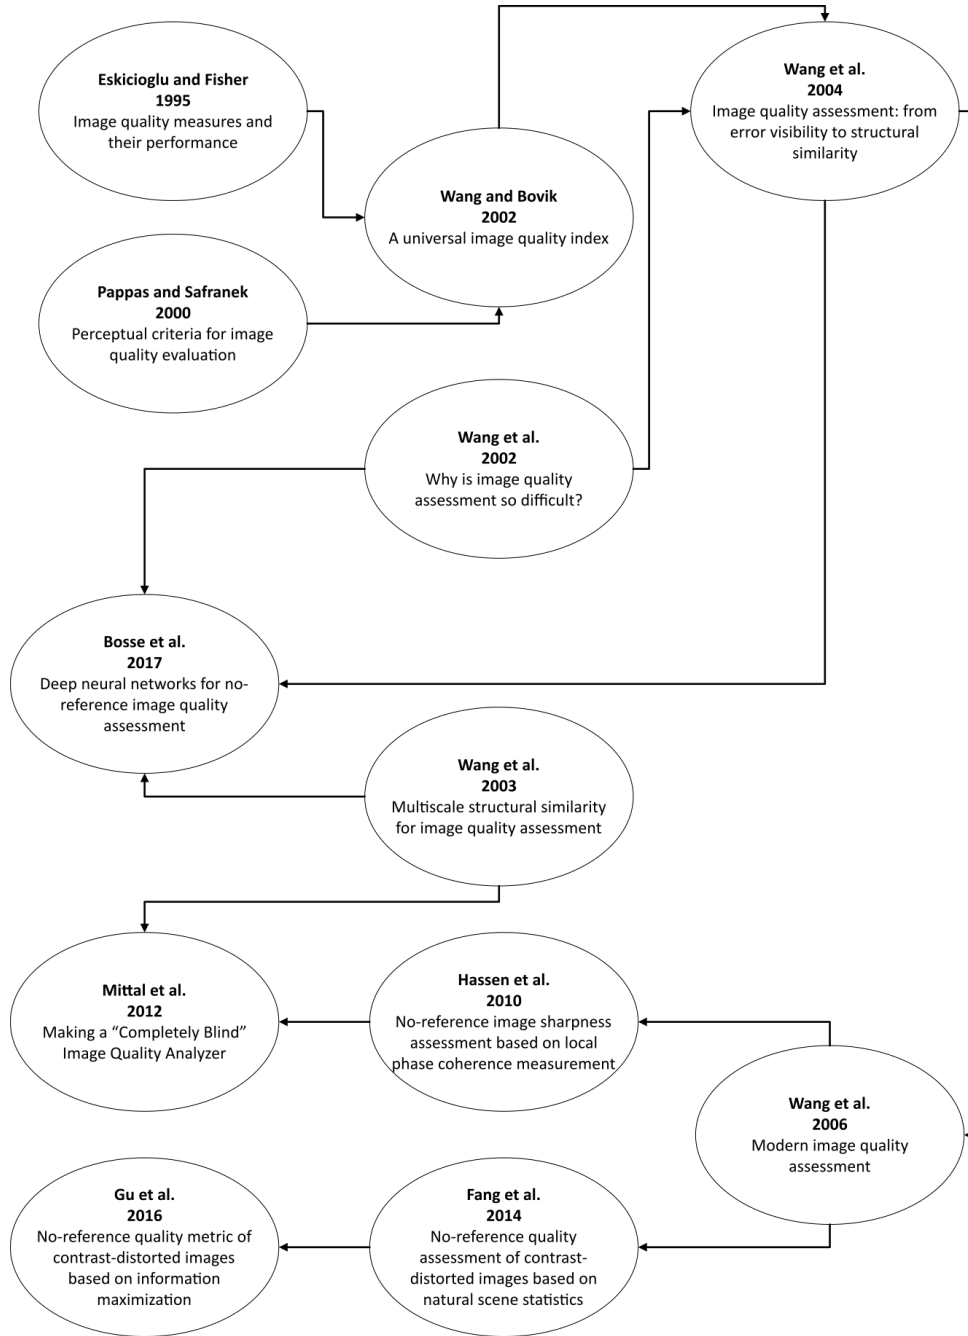 Eskicioglu and Fisher
1995
Image quality measures and
their performance
Wang et al.
2004
Image quality assessment: from
error visibility to structural
similarity
Wang and Bovik
2002
A universal image quality index
Pappas and Safranek
2000
Perceptual criteria for image
quality evaluation
Wang et al.
2002
Why is image quality
assessment so difficult?
Bosse et al.
2017
Deep neural networks for no-
reference image quality
assessment
Wang et al.
2003
Multiscale structural similarity
for image quality assessment
Mittal et al.
2012
Making a “Completely Blind”
Image Quality Analyzer
Hassen et al.
2010
No-reference image sharpness
assessment based on local
phase coherence measurement
Wang et al.
2006
Modern image quality
assessment
Gu et al.
2016
No-reference quality metric of
contrast-distorted images
based on information
maximization
Fang et al.
2014
No-reference quality
assessment of contrast-
distorted images based on
natural scene statistics